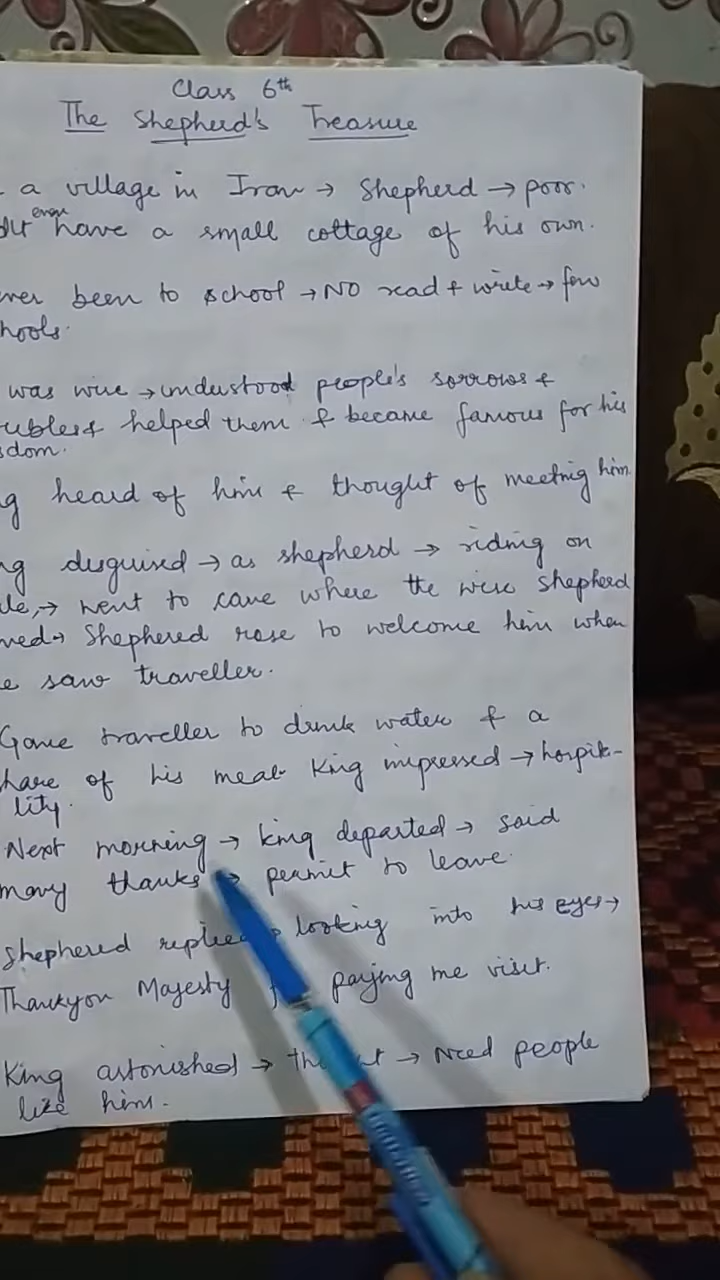 Class 6th
The Shepherd's Treasure
a village in Iran → Shepherd → poor.
even
have a small cottage of his own.
been to school → NO read + write → few
hools.
was wise → understood people's sorrows &
ubles & helped them & became famous for his
sdom.
g heard of him & thought of meeting him
ng disguised → as shepherd → riding on
le, → went to cave where the wise shepherd
ved → Shephered rose to welcome him when
e saw traveller.
Gave traveller to drink water & a
hare of his meal. King impressed → hospit-
lity.
Next morning → King departed → said
many thanks → permit to leave.
Shephered replied looking into his eyes →
Thankyou Majesty paying me visit.
King astonished → → Need people
like him.